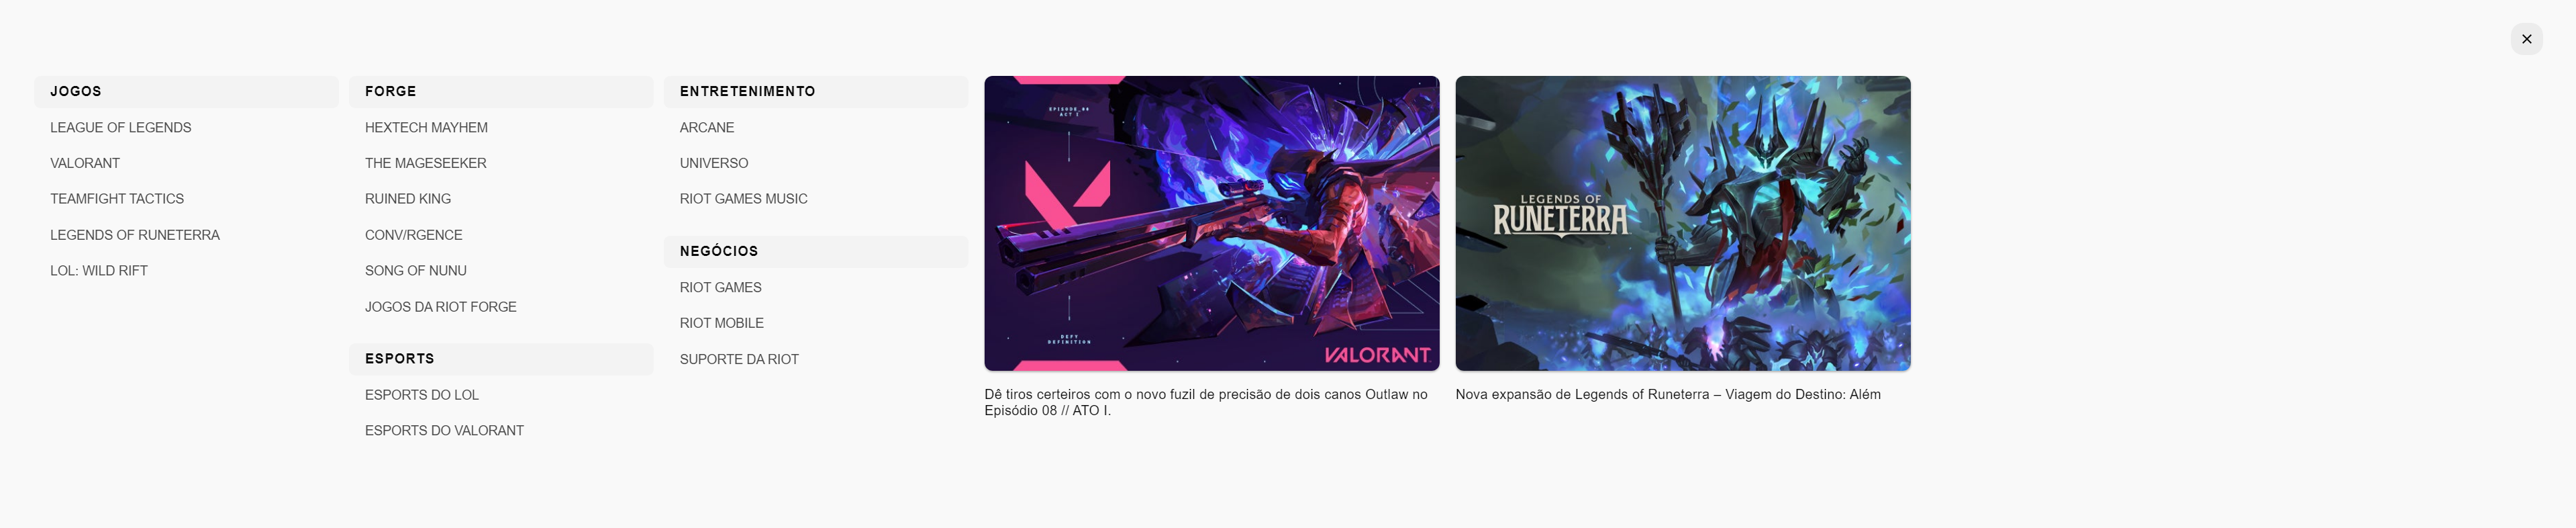 JOGOS
LEAGUE OF LEGENDS
VALORANT
TEAMFIGHT TACTICS
LEGENDS OF RUNETERRA
LOL: WILD RIFT
FORGE
HEXTECH MAYHEM
THE MAGESEEKER
RUINED KING
CONV/RGENCE
SONG OF NUNU
JOGOS DA RIOT FORGE
ESPORTS
ESPORTS DO LOL
ESPORTS DO VALORANT
ENTRETENIMENTO
ARCANE
UNIVERSO
RIOT GAMES MUSIC
NEGÓCIOS
RIOT GAMES
RIOT MOBILE
SUPORTE DA RIOT
EPISODE_08
ACT I
DEFY
DEFINITION
VALORANT
Dê tiros certeiros com o novo fuzil de precisão de dois canos Outlaw no
Episódio 08 // ATO I.
LEGENDS OF
RUNETERRA
Nova expansão de Legends of Runeterra – Viagem do Destino: Além